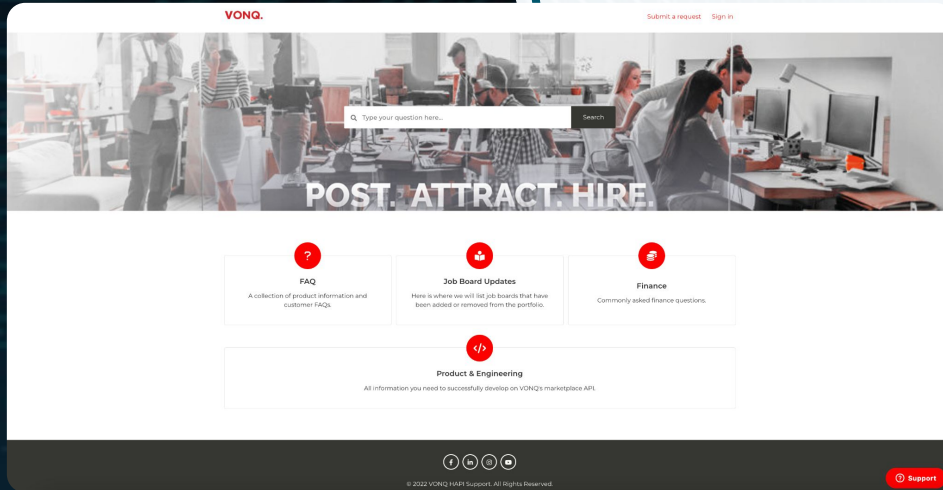 VONQ.
Submit a request Sign in
Type your question here...
Search
POST. ATTRACT. HIRE.
?
FAQ
A collection of product information and
customer FAQs.
Job Board Updates
Here is where we will list job boards that have
been added or removed from the portfolio.
Finance
Commonly asked finance questions.
</>
Product & Engineering
All information you need to successfully develop on VONQ's marketplace API.
f in
© 2022 VONQ HAPI Support. All Rights Reserved.
? Support